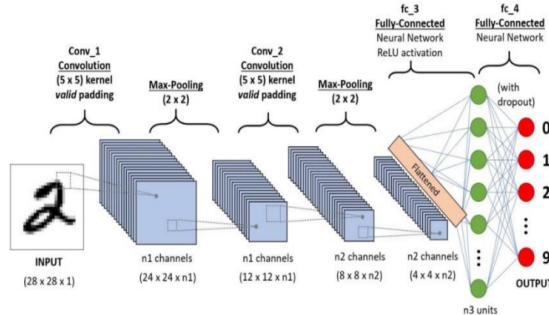 fc_3
Fully-Connected
Neural Network
ReLU activation
fc_4
Fully-Connected
Neural Network
Conv_1
Convolution
(5 x 5) kernel
valid padding
Max-Pooling
(2 x 2)
Conv_2
Convolution
(5 x 5) kernel
valid padding
Max-Pooling
(2 x 2)
(with
dropout)
Flattened
0
1
2
9
INPUT
(28 x 28 x 1)
n1 channels
(24 x 24 x n1)
n1 channels
(12 x 12 x n1)
n2 channels
(8 x 8 x n2)
n2 channels
(4 x 4 x n2)
OUTPUT
n3 units
2